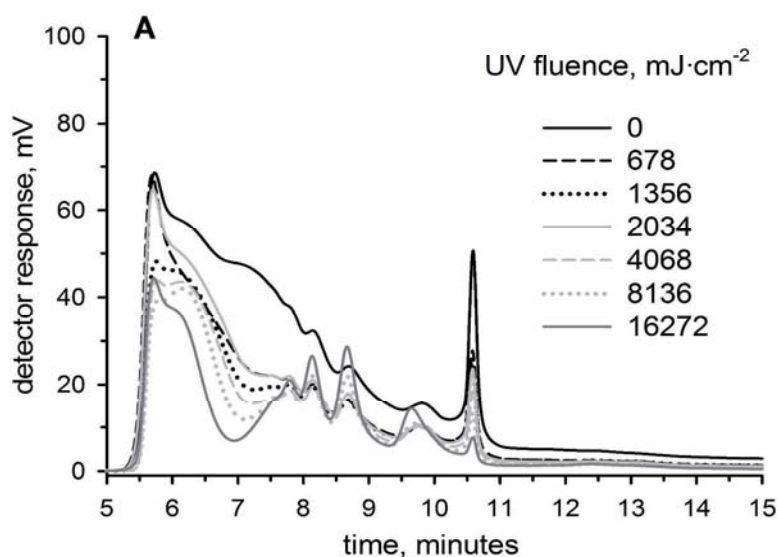 A
UV fluence, mJ·cm⁻²
0
678
1356
2034
4068
8136
16272
100
80
60
40
20
0
detector response, mV
5 6 7 8 9 10 11 12 13 14 15
time, minutes